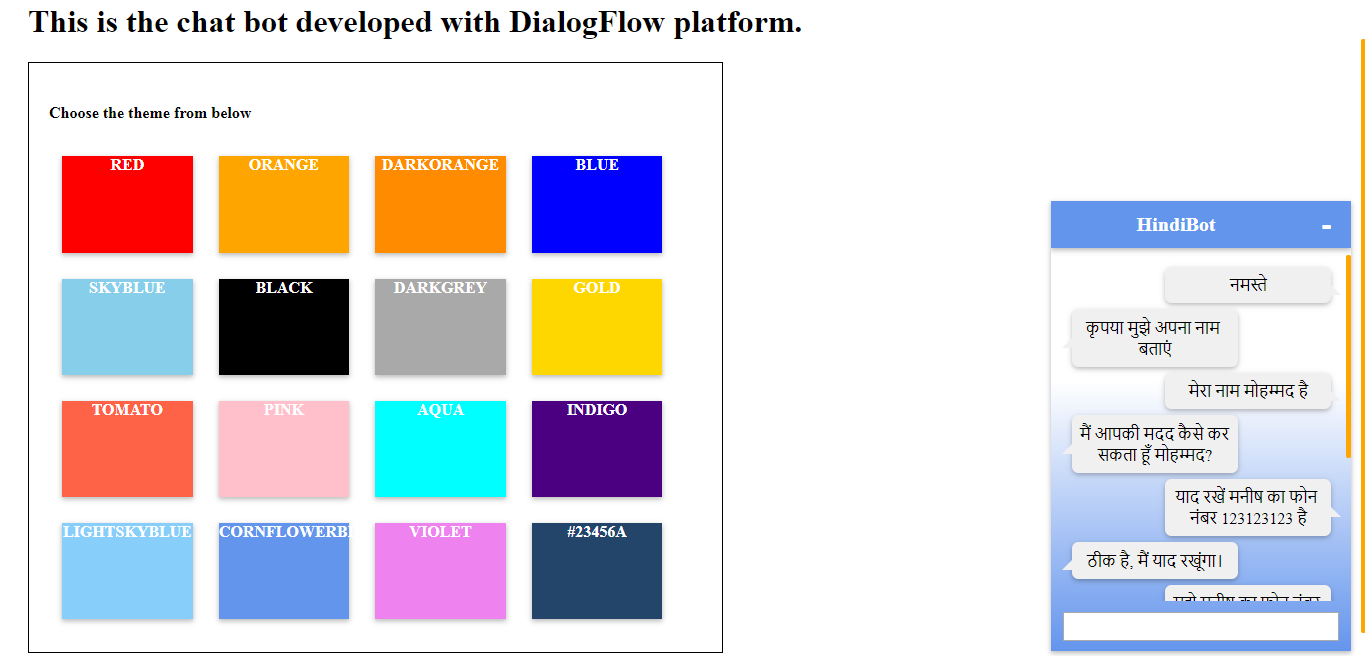 This is the chat bot developed with DialogFlow platform.
Choose the theme from below
RED ORANGE DARKORANGE BLUE
SKYBLUE BLACK DARKGREY GOLD
TOMATO PINK AQUA INDIGO
LIGHTSKYBLUE CORNFLOWERB VIOLET #23456A
HindiBot -
नमस्ते
कृपया मुझे अपना नाम
बताएं
मेरा नाम मोहम्मद है
मैं आपकी मदद कैसे कर
सकता हूँ मोहम्मद?
याद रखें मनीष का फोन
नंबर 123123123 है
ठीक है, मैं याद रखूंगा।